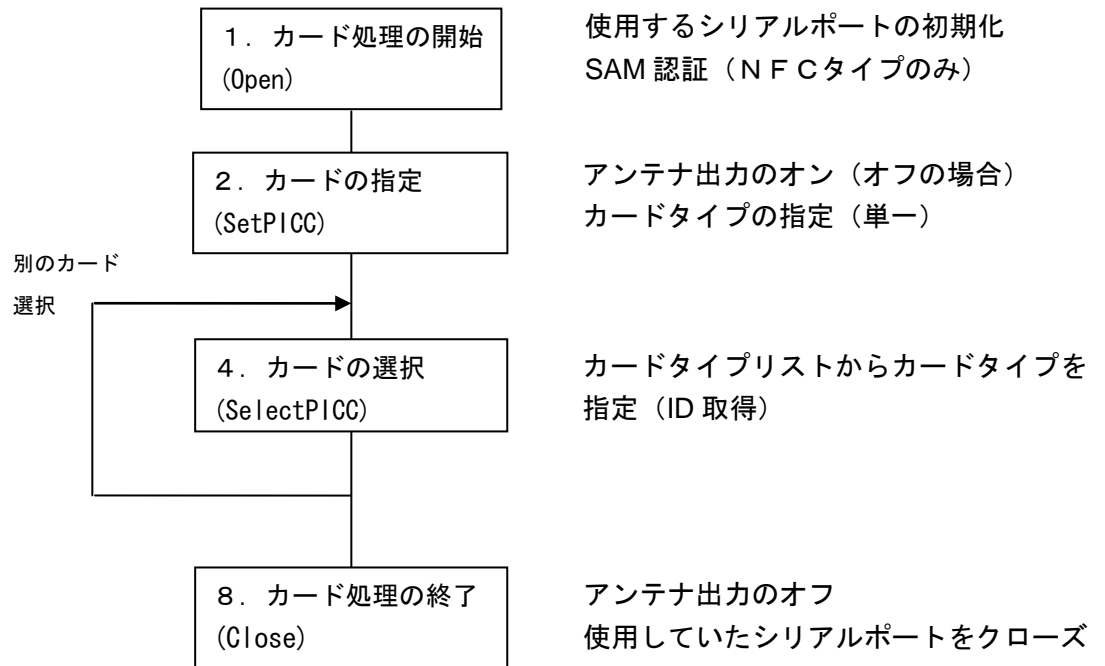 １．カード処理の開始
(Open)
使用するシリアルポートの初期化
SAM 認証（ＮＦＣタイプのみ）
２．カードの指定
(SetPICC)
アンテナ出力のオン（オフの場合）
カードタイプの指定（単一）
別のカード
選択
４．カードの選択
(SelectPICC)
カードタイプリストからカードタイプを
指定（ID 取得）
８．カード処理の終了
(Close)
アンテナ出力のオフ
使用していたシリアルポートをクローズ